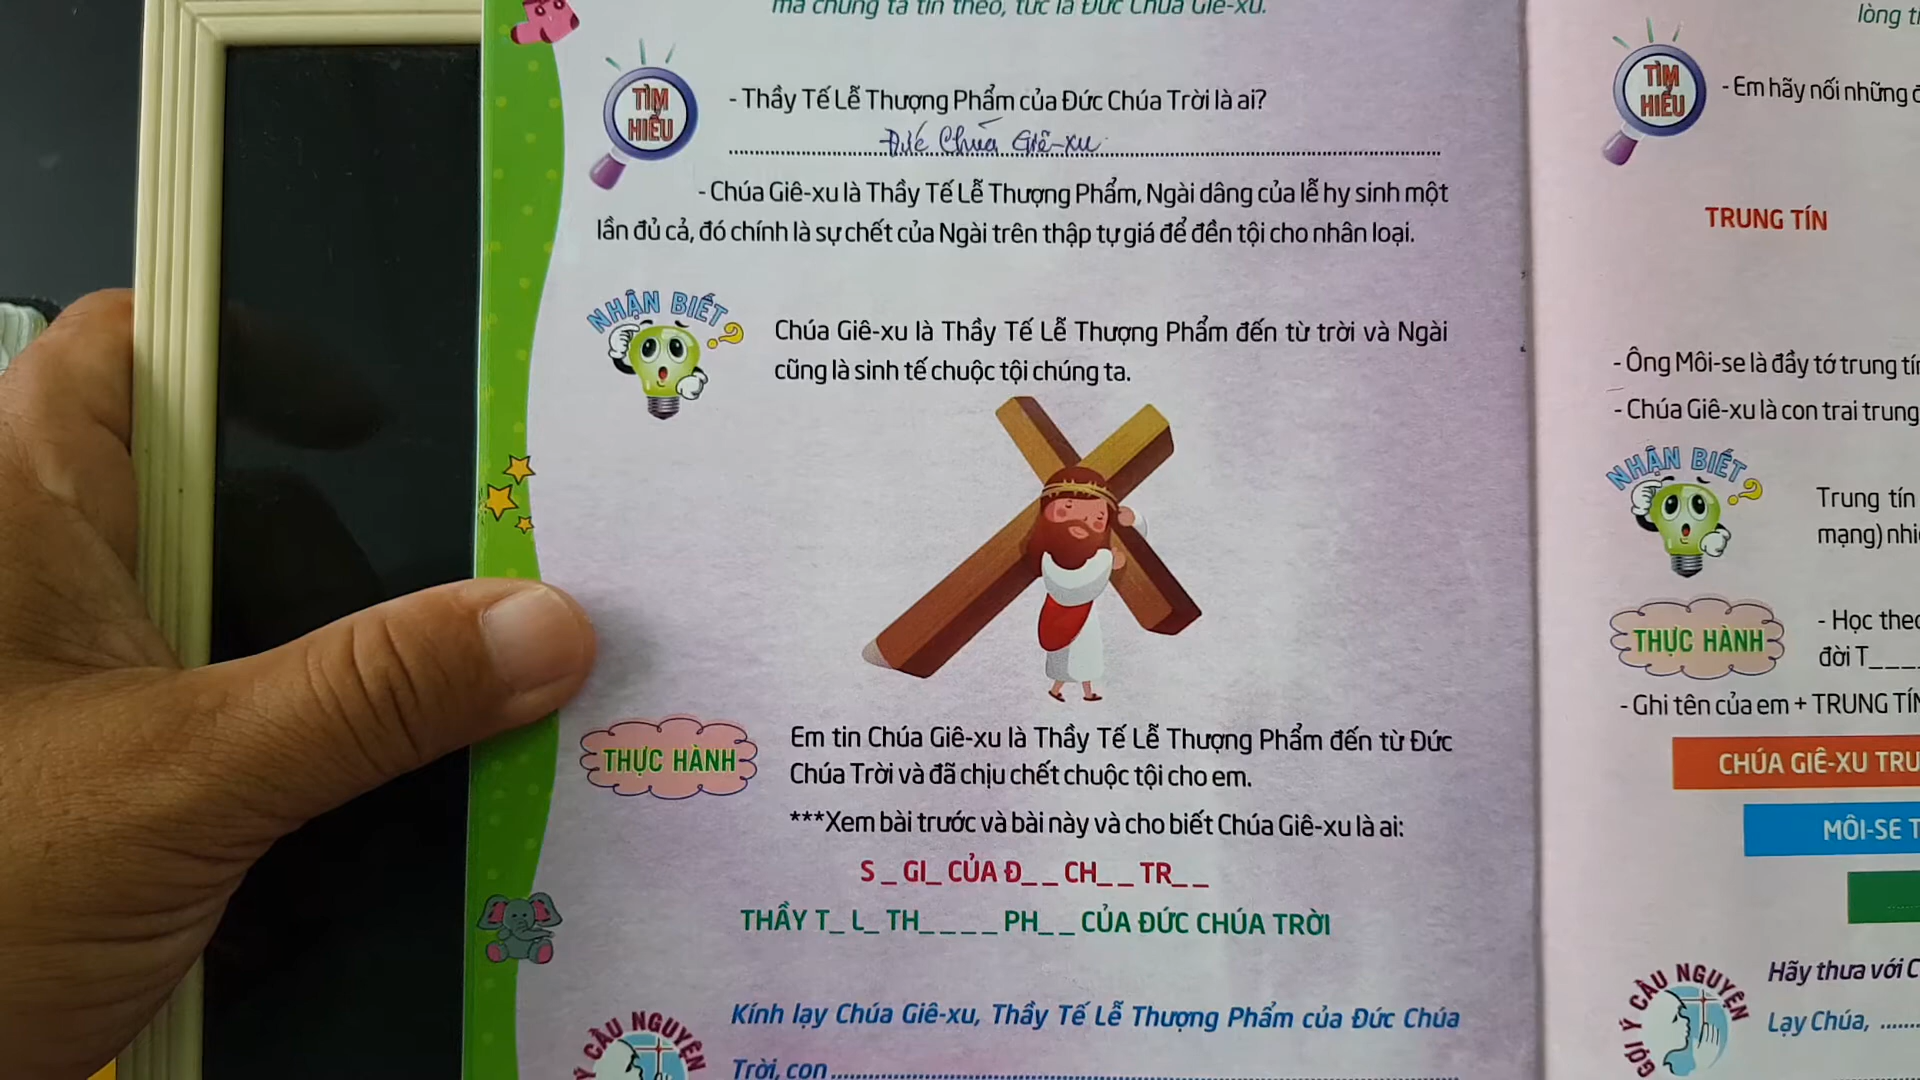 mà chúng ta tin theo, tức là Đức Chúa Giê-xu.
TÌM HIỂU
- Thầy Tế Lễ Thượng Phẩm của Đức Chúa Trời là ai?
Đức Chúa Giê-xu
- Chúa Giê-xu là Thầy Tế Lễ Thượng Phẩm, Ngài dâng của lễ hy sinh một
lần đủ cả, đó chính là sự chết của Ngài trên thập tự giá để đền tội cho nhân loại.
NHẬN BIẾT ?
Chúa Giê-xu là Thầy Tế Lễ Thượng Phẩm đến từ trời và Ngài
cũng là sinh tế chuộc tội chúng ta.
THỰC HÀNH
Em tin Chúa Giê-xu là Thầy Tế Lễ Thượng Phẩm đến từ Đức
Chúa Trời và đã chịu chết chuộc tội cho em.
***Xem bài trước và bài này và cho biết Chúa Giê-xu là ai:
S _ GI_ CỦA Đ_ _ CH_ _ TR_ _
THẦY T_ L_ TH_ _ _ _ PH_ _ CỦA ĐỨC CHÚA TRỜI
Ý CẦU NGUYỆN
Kính lạy Chúa Giê-xu, Thầy Tế Lễ Thượng Phẩm của Đức Chúa
Trời, con
lòng
TÌM HIỂU
- Em hãy nối những
TRUNG TÍN
- Ông Môi-se là đầy tớ trung tín
- Chúa Giê-xu là con trai trung
NHẬN BIẾT ?
Trung tín
mạng)
THỰC HÀNH
- Học theo
đời T_ _ _
- Ghi tên của em + TRUNG TÍN
CHÚA GIÊ-XU TRU
MÔI-SE T
GỢI Ý CẦU NGUYỆN
Hãy thưa với
Lạy Chúa,